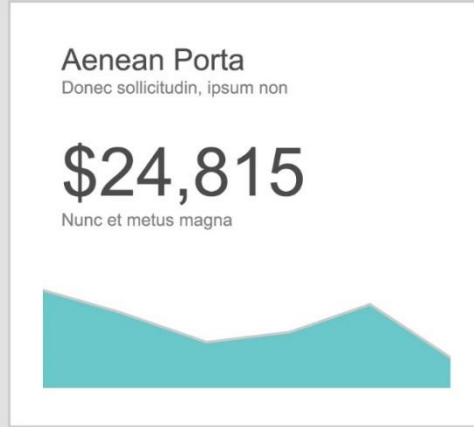 Aenean Porta
Donec sollicitudin, ipsum non
$24,815
Nunc et metus magna